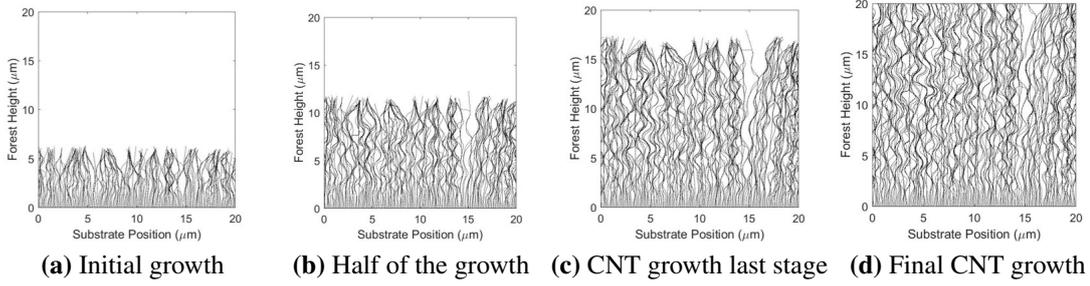 20
15
10
5
0
Forest Height (μm)
0 5 10 15 20
Substrate Position (μm)
(a) Initial growth
20
15
10
5
0
Forest Height (μm)
0 5 10 15 20
Substrate Position (μm)
(b) Half of the growth
20
15
10
5
0
Forest Height (μm)
0 5 10 15 20
Substrate Position (μm)
(c) CNT growth last stage
20
15
10
5
0
Forest Height (μm)
0 5 10 15 20
Substrate Position (μm)
(d) Final CNT growth